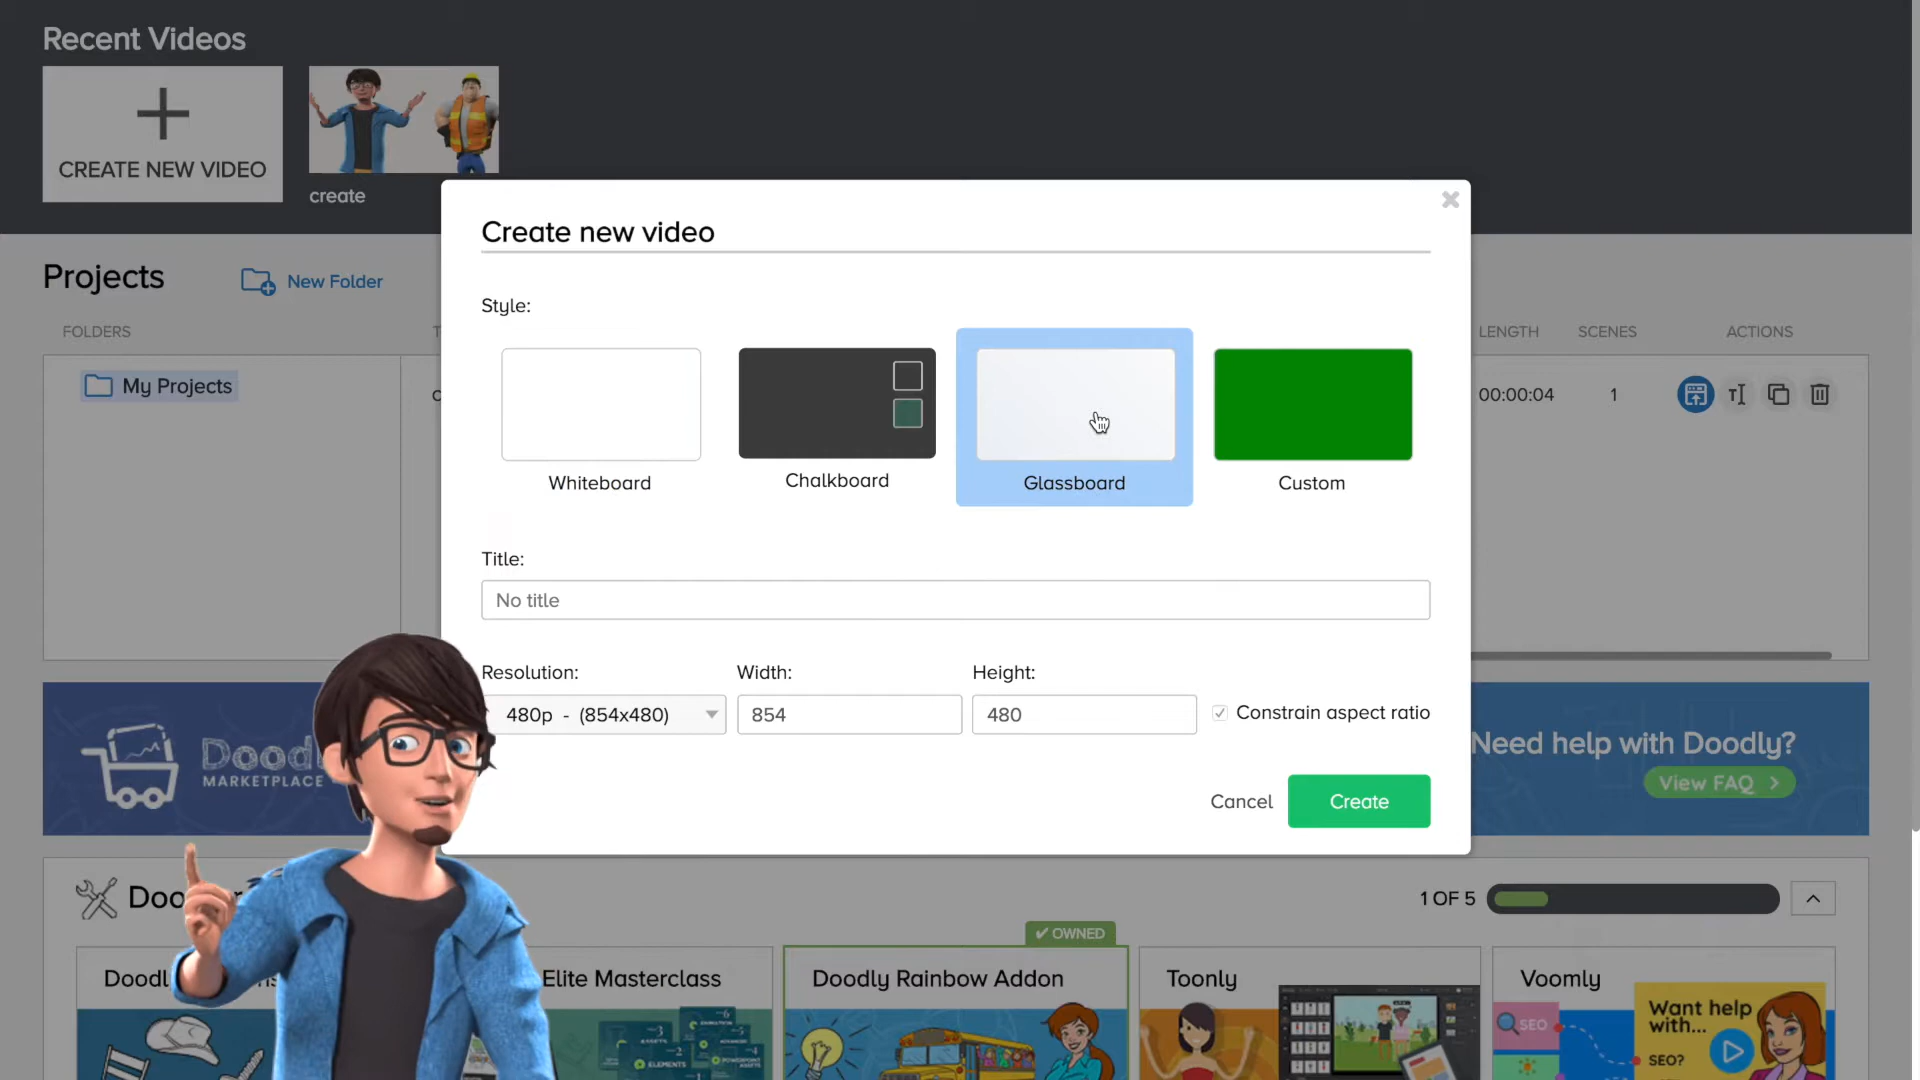 Recent Videos
CREATE NEW VIDEO
create
Create new video
Projects
New Folder
Style:
FOLDERS
LENGTH
SCENES
ACTIONS
My Projects
00:00:04
1
Whiteboard
Chalkboard
Glassboard
Custom
Title:
No title
Resolution:
Width:
Height:
480p - (854x480)
854
480
Constrain aspect ratio
MARKETPLACE
Need help with Doodly?
View FAQ >
Cancel
Create
1 OF 5
✔ OWNED
Elite Masterclass
Doodly Rainbow Addon
Toonly
Voomly
ELEMENTS
SEO
Want help
with...
SEO?